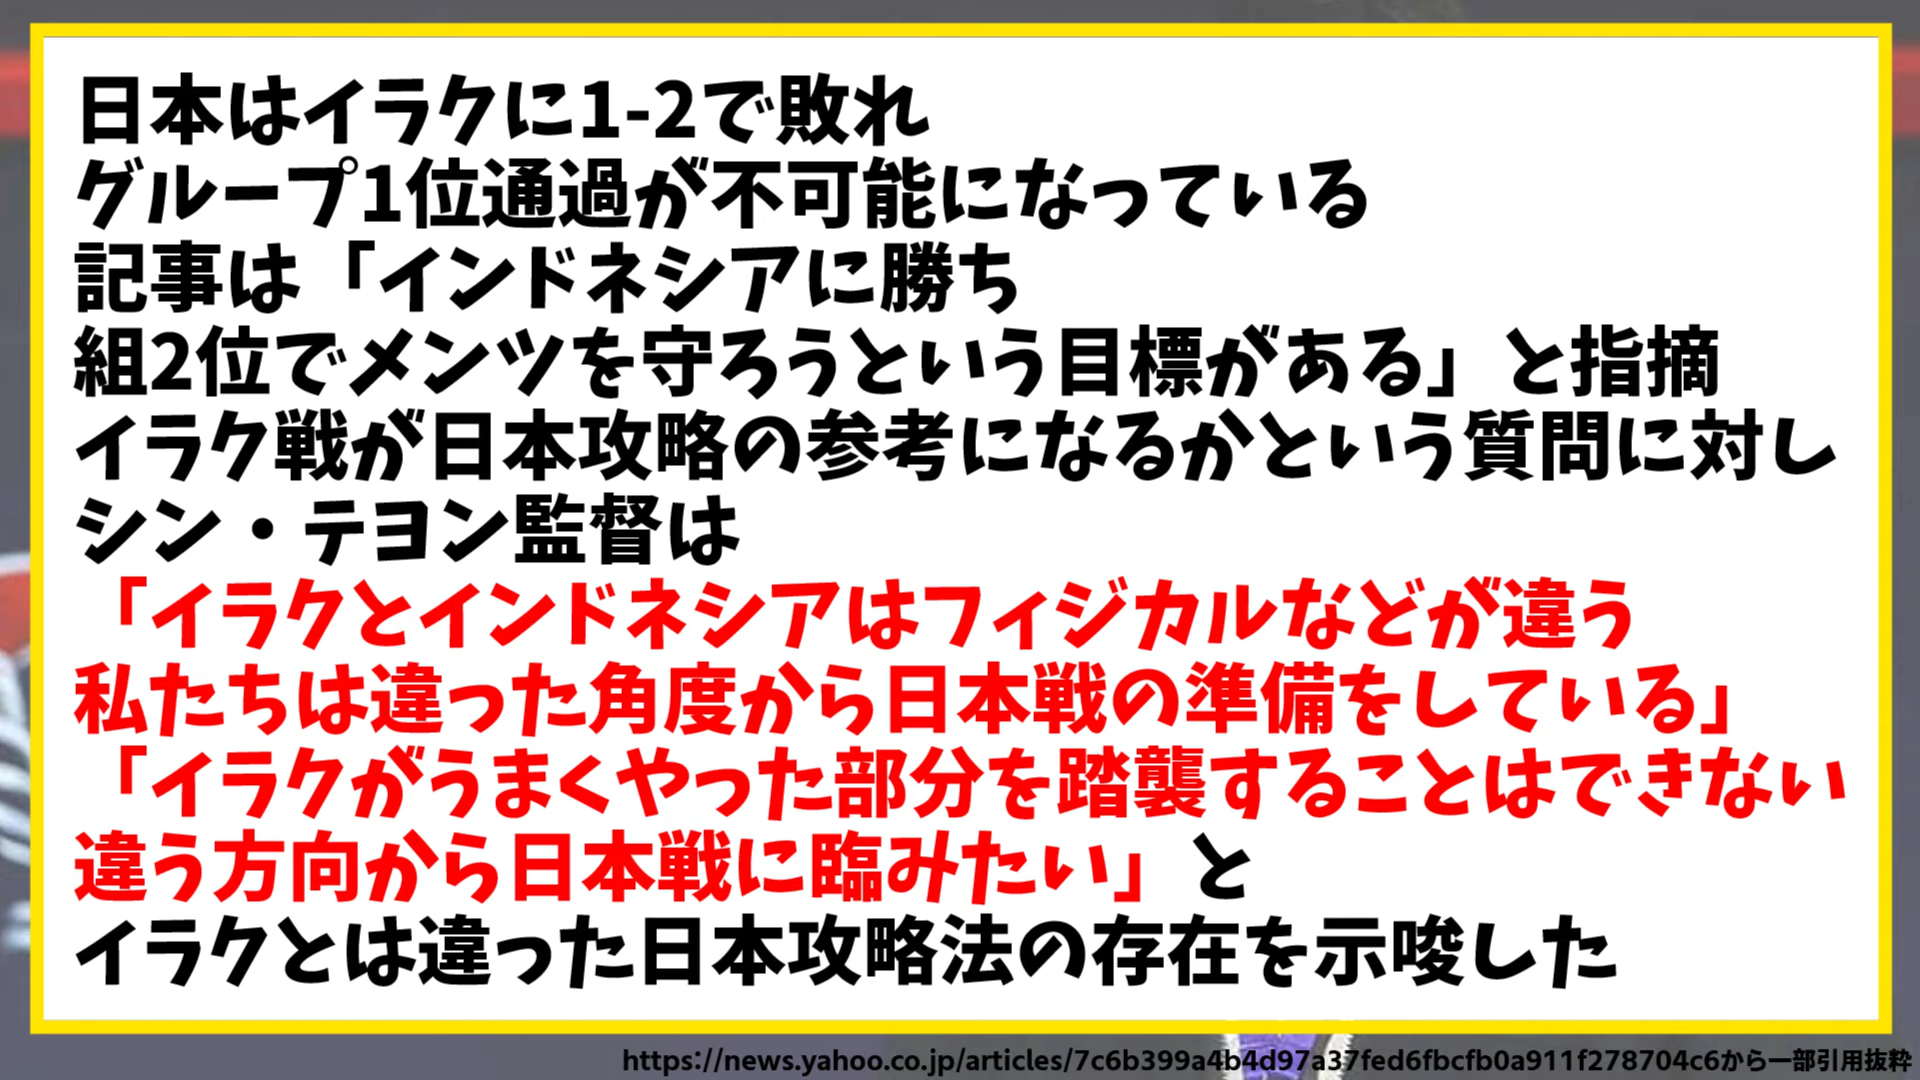 日本はイラクに1-2で敗れ
グループ1位通過が不可能になっている
記事は「インドネシアに勝ち
組2位でメンツを守ろうという目標がある」と指摘
イラク戦が日本攻略の参考になるかという質問に対し
シン・テヨン監督は
「イラクとインドネシアはフィジカルなどが違う
私たちは違った角度から日本戦の準備をしている」
「イラクがうまくやった部分を踏襲することはできない
違う方向から日本戦に臨みたい」と
イラクとは違った日本攻略法の存在を示唆した
https://news.yahoo.co.jp/articles/7c6b399a4b4d97a37fed6fbcfb0a911f278704c6から一部引用抜粋